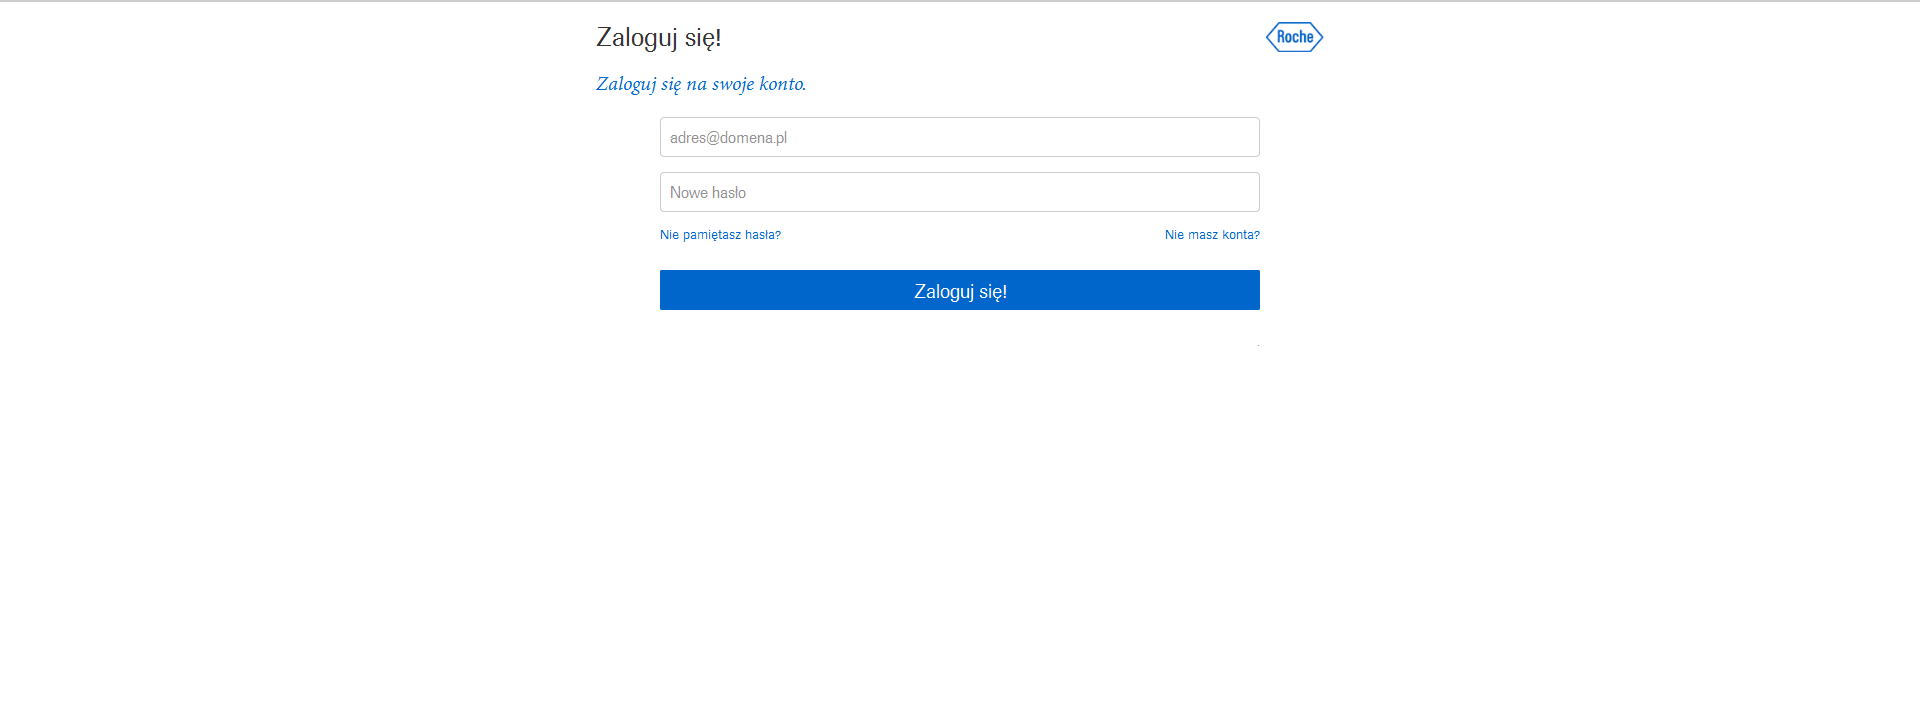 Zaloguj się!
Roche
Zaloguj się na swoje konto.
adres@domena.pl
Nowe hasło
Nie pamiętasz hasła?
Nie masz konta?
Zaloguj się!